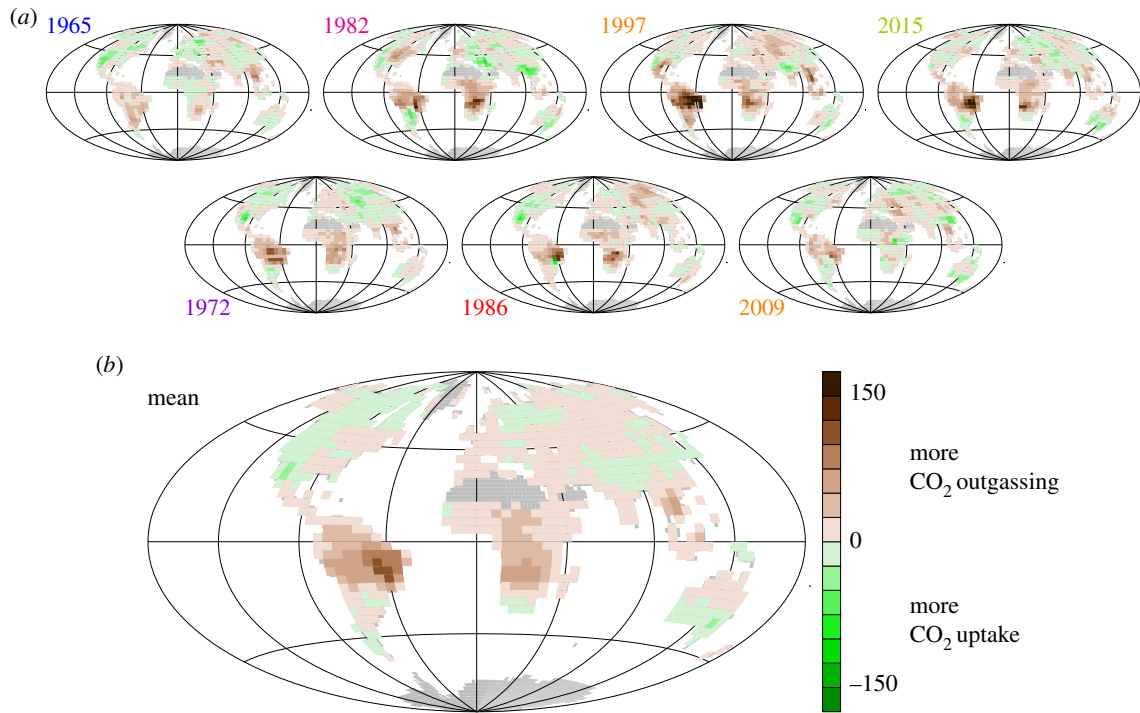 (a)
1965
1982
1997
2015
1972
1986
2009
(b)
mean
150
more
CO2 outgassing
0
more
CO2 uptake
–150